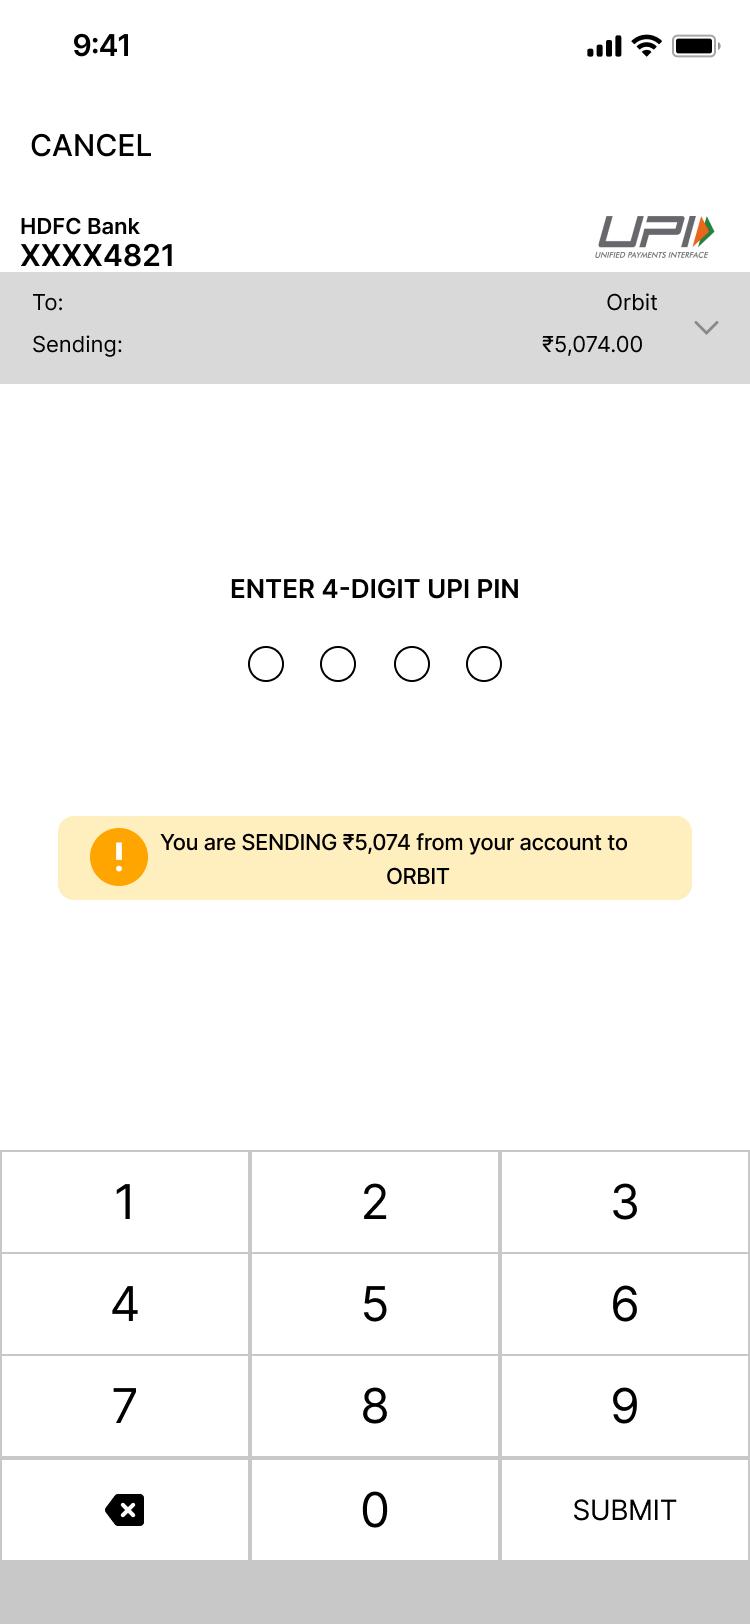 9:41
CANCEL
HDFC Bank
XXXX4821
UPI
UNIFIED PAYMENTS INTERFACE
To: Orbit
Sending: ₹5,074.00
ENTER 4-DIGIT UPI PIN
You are SENDING ₹5,074 from your account to
ORBIT
1 2 3
4 5 6
7 8 9
0 SUBMIT